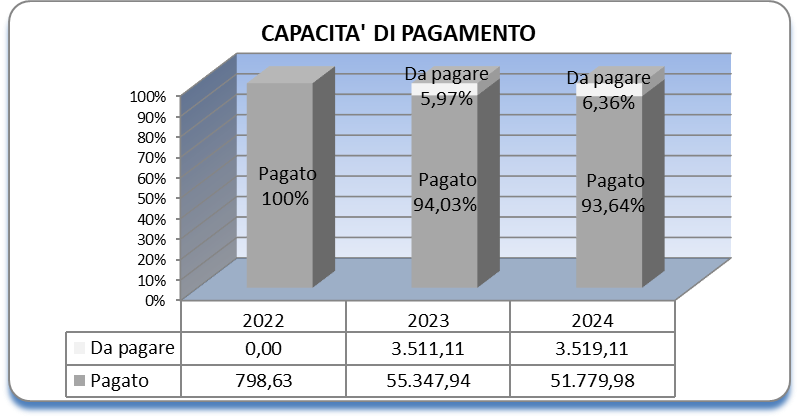 CAPACITA' DI PAGAMENTO
100%
90%
80%
70%
60%
50%
40%
30%
20%
10%
0%
Pagato
100%
Da pagare
5,97%
Pagato
94,03%
Da pagare
6,36%
Pagato
93,64%
2022 2023 2024
Da pagare 0,00 3.511,11 3.519,11
Pagato 798,63 55.347,94 51.779,98